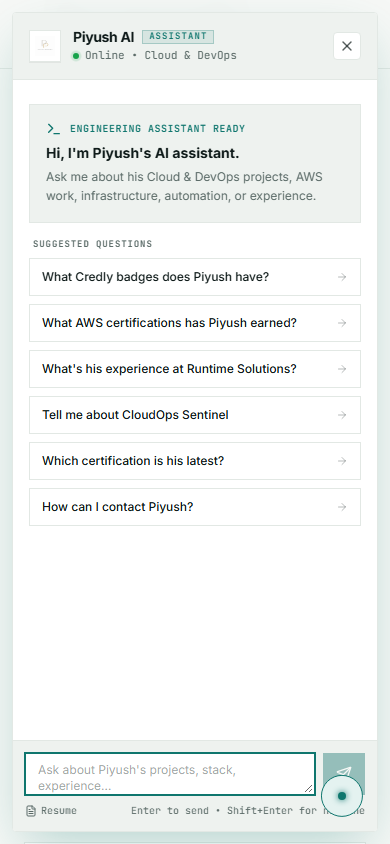 Piyush AI ASSISTANT
Online • Cloud & DevOps
ENGINEERING ASSISTANT READY
Hi, I'm Piyush's AI assistant.
Ask me about his Cloud & DevOps projects, AWS
work, infrastructure, automation, or experience.
SUGGESTED QUESTIONS
What Credly badges does Piyush have?
What AWS certifications has Piyush earned?
What's his experience at Runtime Solutions?
Tell me about CloudOps Sentinel
Which certification is his latest?
How can I contact Piyush?
Ask about Piyush's projects, stack,
experience...
Resume
Enter to send • Shift+Enter for